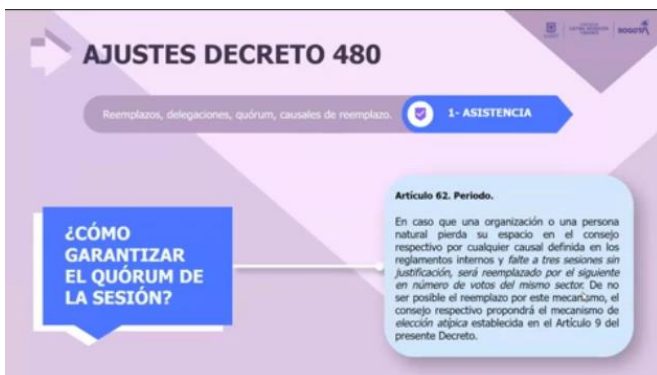 BOGOTÁ
AJUSTES DECRETO 480
Reemplazos, delegaciones, quórum, causales de reemplazo.
1- ASISTENCIA
¿CÓMO
GARANTIZAR
EL QUÓRUM DE
LA SESIÓN?
Artículo 62. Periodo.
En caso que una organización o una persona
natural pierda su espacio en el consejo
respectivo por cualquier causal definida en los
reglamentos internos y falte a tres sesiones sin
justificación, será reemplazado por el siguiente
en número de votos del mismo sector. De no
ser posible el reemplazo por este mecanismo, el
consejo respectivo propondrá el mecanismo de
elección atípica establecida en el Artículo 9 del
presente Decreto.